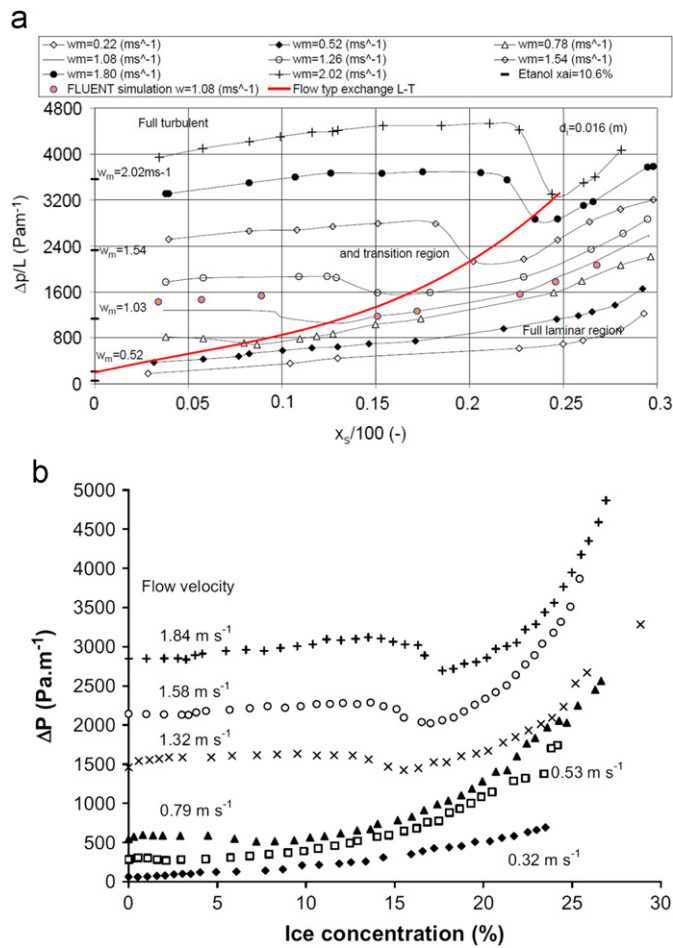 a
wm=0.22 (ms^-1) wm=0.52 (ms^-1) wm=0.78 (ms^-1)
wm=1.08 (ms^-1) wm=1.26 (ms^-1) wm=1.54 (ms^-1)
wm=1.80 (ms^-1) wm=2.02 (ms^-1) Etanol xai=10.6%
FLUENT simulation w=1.08 (ms^-1) Flow typ exchange L-T
4800
Full turbulent
dᵢ=0.016 (m)
4000
wₘ=2.02ms-1
3200
Δp/L (Pam⁻¹)
2400
wₘ=1.54
and transition region
1600
wₘ=1.03
800
wₘ=0.52
Full laminar region
0
0 0.05 0.1 0.15 0.2 0.25 0.3
xₛ/100 (-)
b
5000
4500
4000
Flow velocity
3500
1.84 m s⁻¹
3000
2500
1.58 m s⁻¹
ΔP (Pa.m⁻¹)
2000
1.32 m s⁻¹
1500
0.53 m s⁻¹
1000
0.79 m s⁻¹
500
0.32 m s⁻¹
0
0 5 10 15 20 25 30
Ice concentration (%)